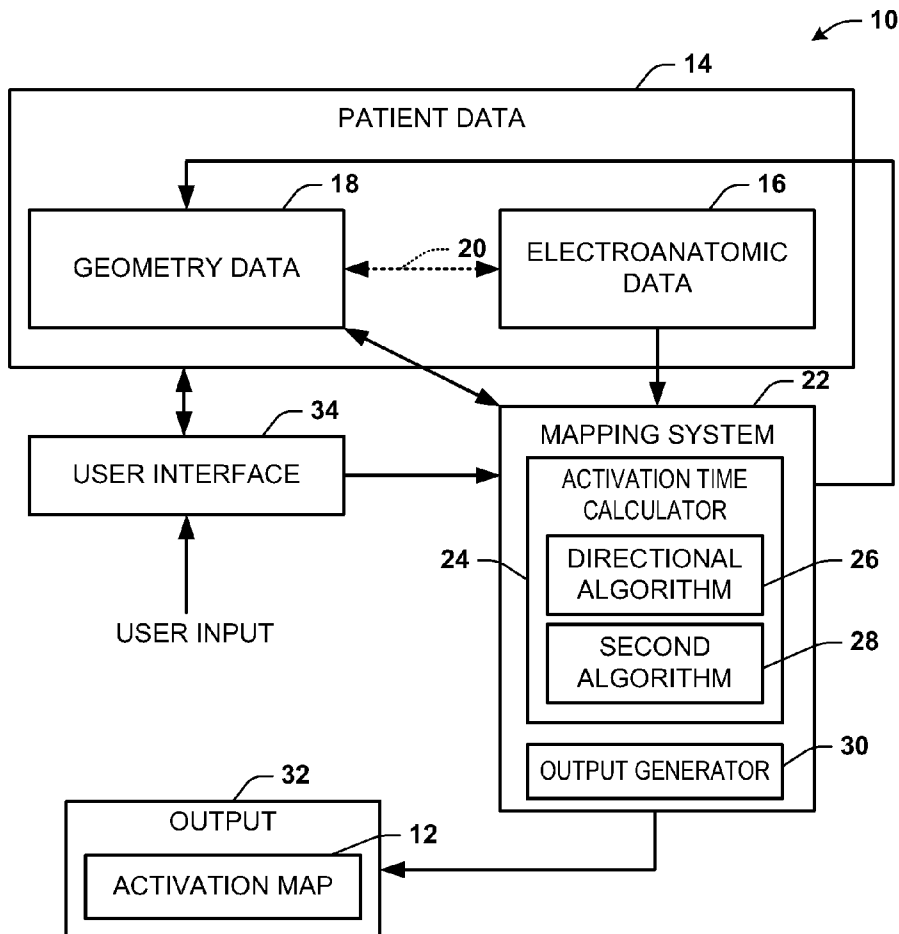 10
14
PATIENT DATA
18
16
GEOMETRY DATA
20
ELECTROANATOMIC
DATA
22
34
MAPPING SYSTEM
USER INTERFACE
ACTIVATION TIME
CALCULATOR
24
DIRECTIONAL
ALGORITHM
26
USER INPUT
SECOND
ALGORITHM
28
30
OUTPUT GENERATOR
32
OUTPUT
12
ACTIVATION MAP